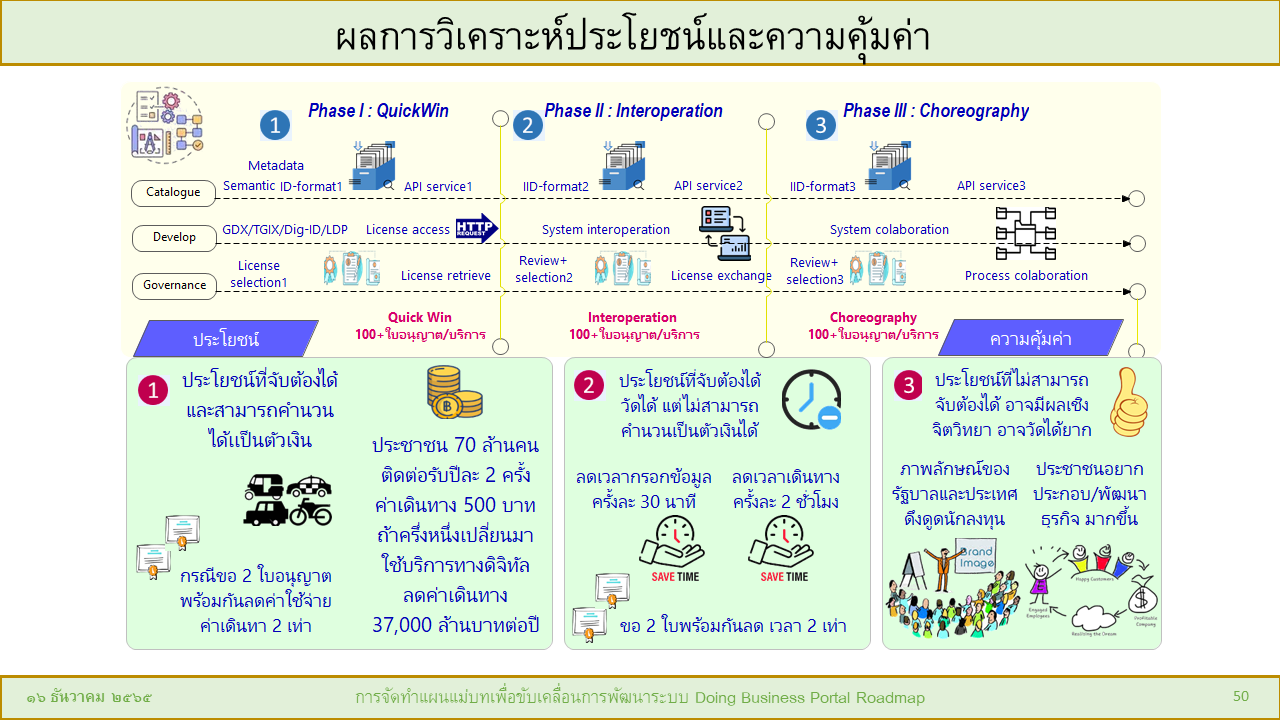 ผลการวิเคราะห์ประโยชน์และความคุ้มค่า
1 Phase I : QuickWin
2 Phase II : Interoperation
3 Phase III : Choreography
Metadata
Catalogue
Semantic ID-format1
API service1
IID-format2
API service2
IID-format3
API service3
Develop
GDX/TGIX/Dig-ID/LDP
License access
HTTP
REQUEST
System interoperation
System colaboration
Governance
License
selection1
License retrieve
Review+
selection2
License exchange
Review+
selection3
Process colaboration
Quick Win
100+ใบอนุญาต/บริการ
Interoperation
100+ใบอนุญาต/บริการ
Choreography
100+ใบอนุญาต/บริการ
ประโยชน์
ความคุ้มค่า
1
ประโยชน์ที่จับต้องได้
และสามารถคำนวน
ได้แป็นตัวเงิน
ประชาชน 70 ล้านคน
ติดต่อรับปีละ 2 ครั้ง
ค่าเดินทาง 500 บาท
ถ้าครึ่งหนึ่งเปลี่ยนมา
ใช้บริการทางดิจิทัล
ลดค่าเดินทาง
37,000 ล้านบาทต่อปี
กรณีขอ 2 ใบอนุญาต
พร้อมกันลดค่าใช้จ่าย
ค่าเดินทา 2 เท่า
2
ประโยชน์ที่จับต้องได้
วัดได้ แต่ไม่สามารถ
คำนวนเป็นตัวเงินได้
ลดเวลากรอกข้อมูล
ครั้งละ 30 นาที
ลดเวลาเดินทาง
ครั้งละ 2 ชั่วโมง
SAVE TIME
SAVE TIME
ขอ 2 ใบพร้อมกันลด เวลา 2 เท่า
3
ประโยชน์ที่ไม่สามารถ
จับต้องได้ อาจมีผลเชิง
จิตวิทยา อาจวัดได้ยาก
ภาพลักษณ์ของ
รัฐบาลและประเทศ
ดึงดูดนักลงทุน
ประชาชนอยาก
ประกอบ/พัฒนา
ธุรกิจ มากขึ้น
Brand
Image
Happy Customers
Engaged
Employees
Profitable
Company
Realizing the Dream
๑๖ ธันวาคม ๒๕๖๕
การจัดทำแผนแม่บทเพื่อขับเคลื่อนการพัฒนาระบบ Doing Business Portal Roadmap
50